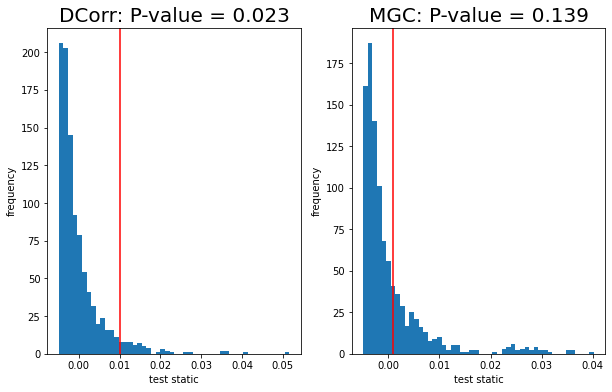 DCorr: P-value = 0.023
MGC: P-value = 0.139
frequency
200
175
150
125
100
75
50
25
0
0.00 0.01 0.02 0.03 0.04 0.05
test static
frequency
175
150
125
100
75
50
25
0
0.00 0.01 0.02 0.03 0.04
test static